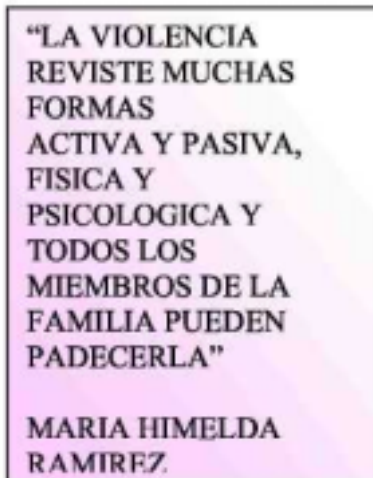 “LA VIOLENCIA
REVISTE MUCHAS
FORMAS
ACTIVA Y PASIVA,
FISICA Y
PSICOLOGICA Y
TODOS LOS
MIEMBROS DE LA
FAMILIA PUEDEN
PADECERLA”
MARIA HIMELDA
RAMIREZ